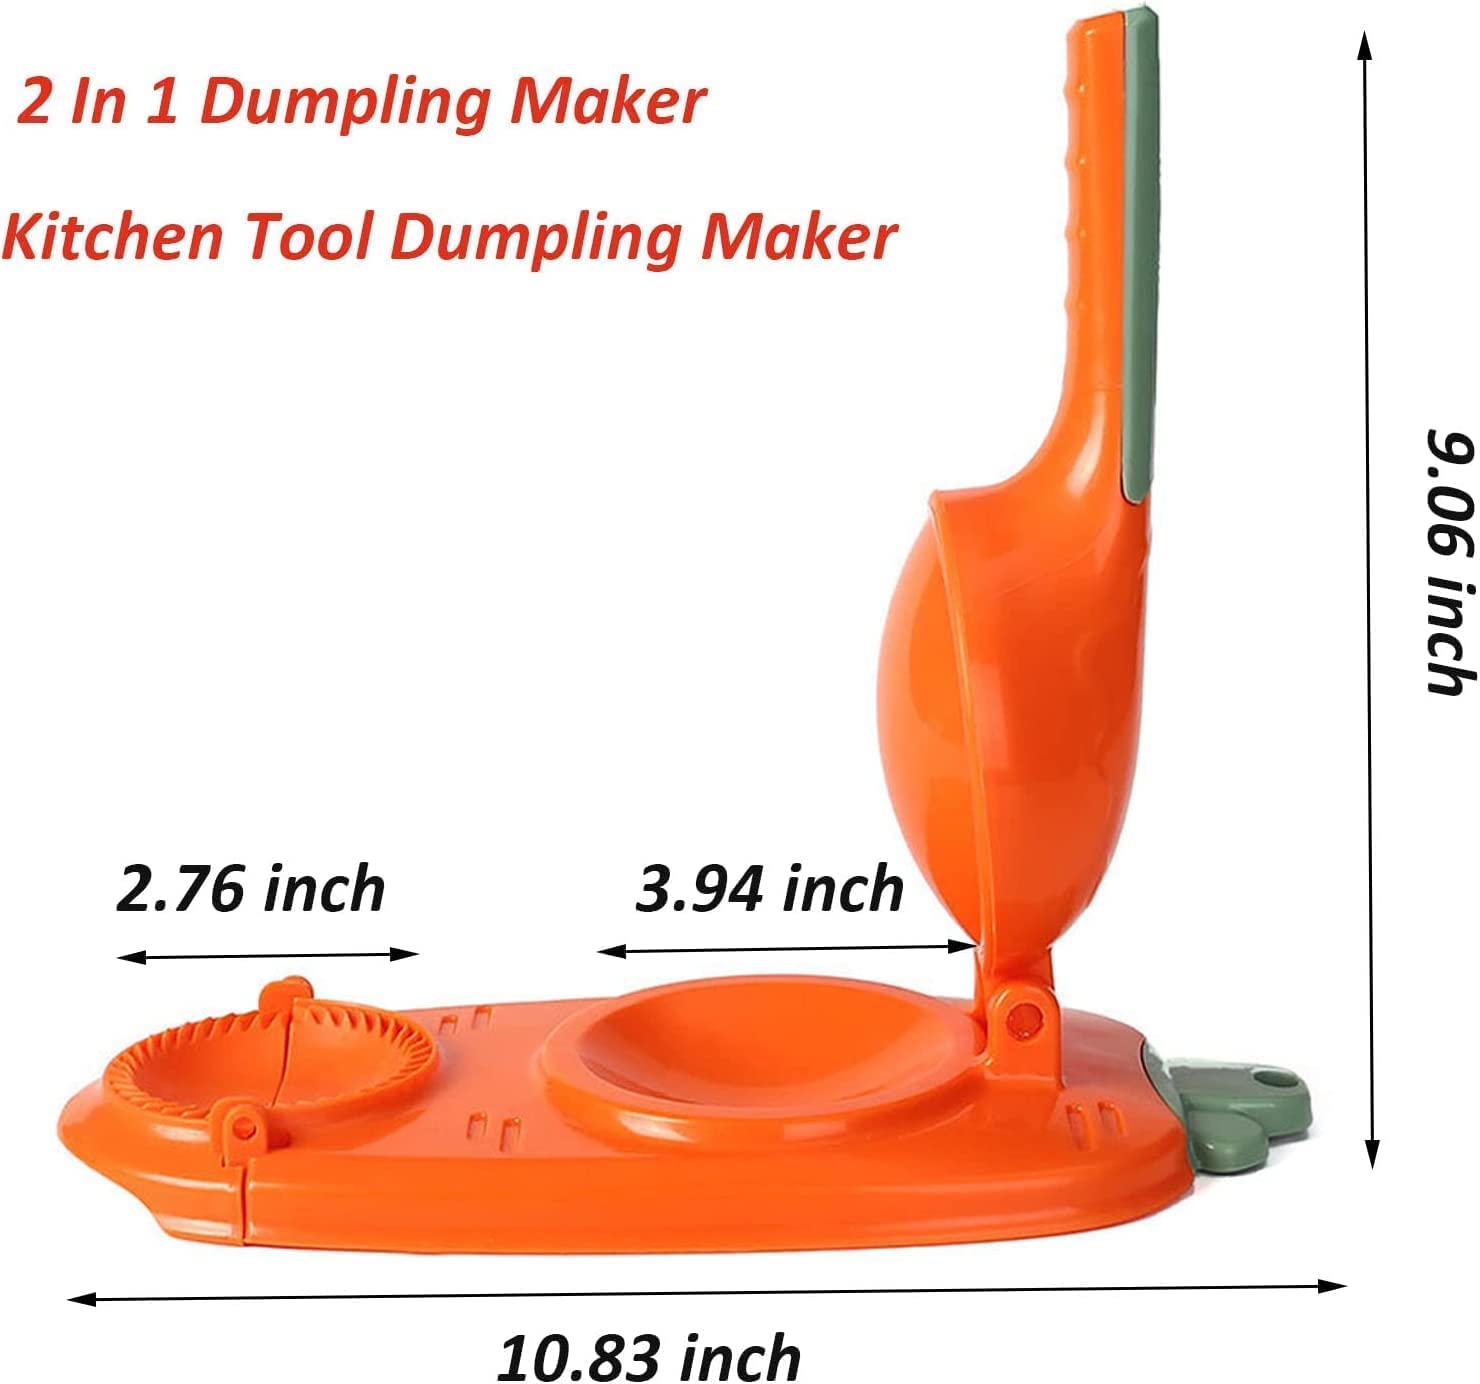 2 In 1 Dumpling Maker
Kitchen Tool Dumpling Maker
9.06 inch
2.76 inch
3.94 inch
10.83 inch